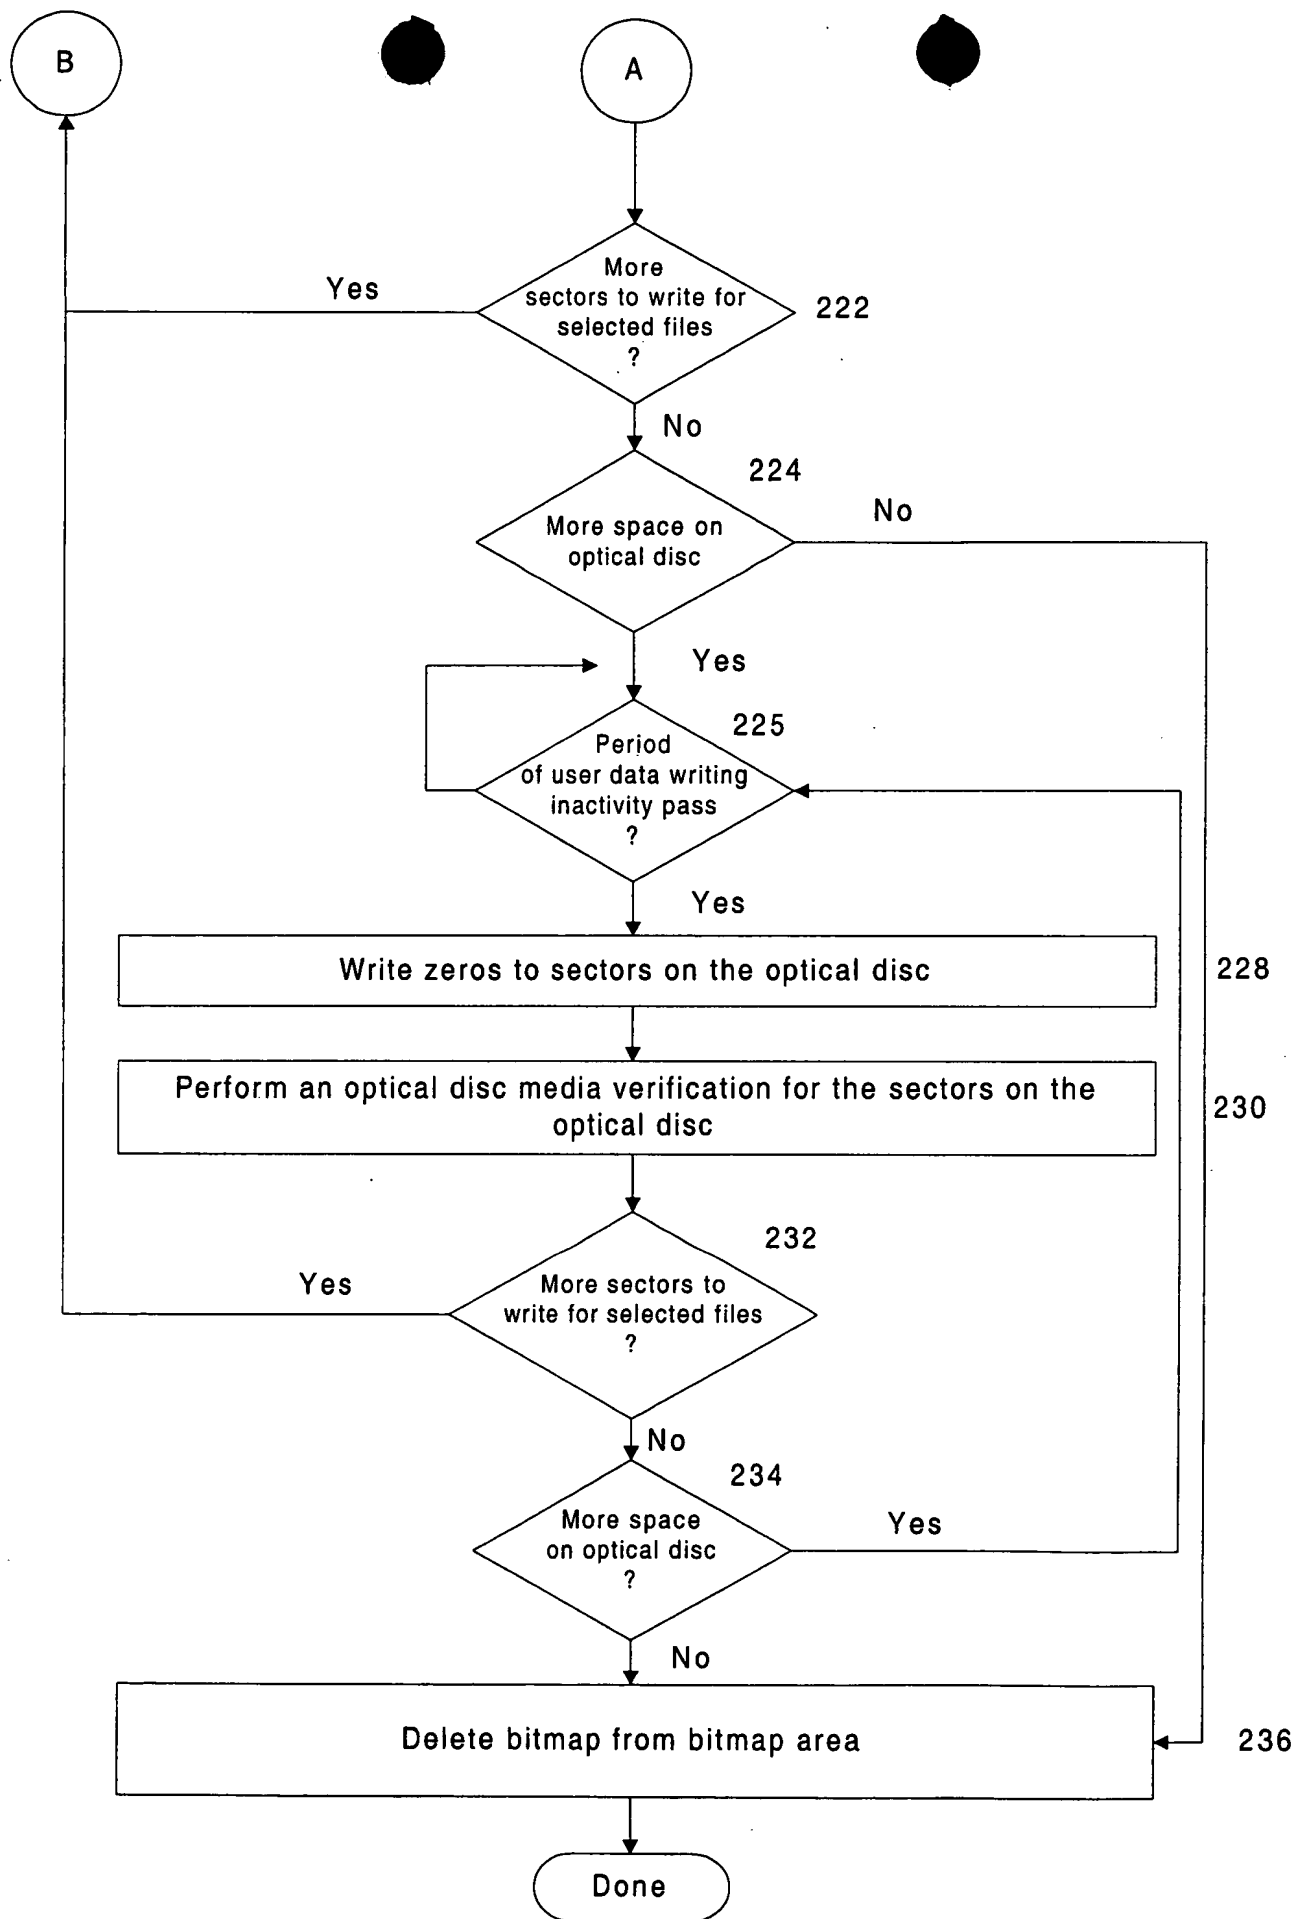 B
A
More
sectors to write for
selected files
?
222
Yes
No
224
More space on
optical disc
No
Yes
225
Period
of user data writing
inactivity pass
?
Yes
Write zeros to sectors on the optical disc
228
Perform an optical disc media verification for the sectors on the
optical disc
230
232
More sectors to
write for selected files
?
Yes
No
234
More space
on optical disc
?
Yes
No
Delete bitmap from bitmap area
236
Done